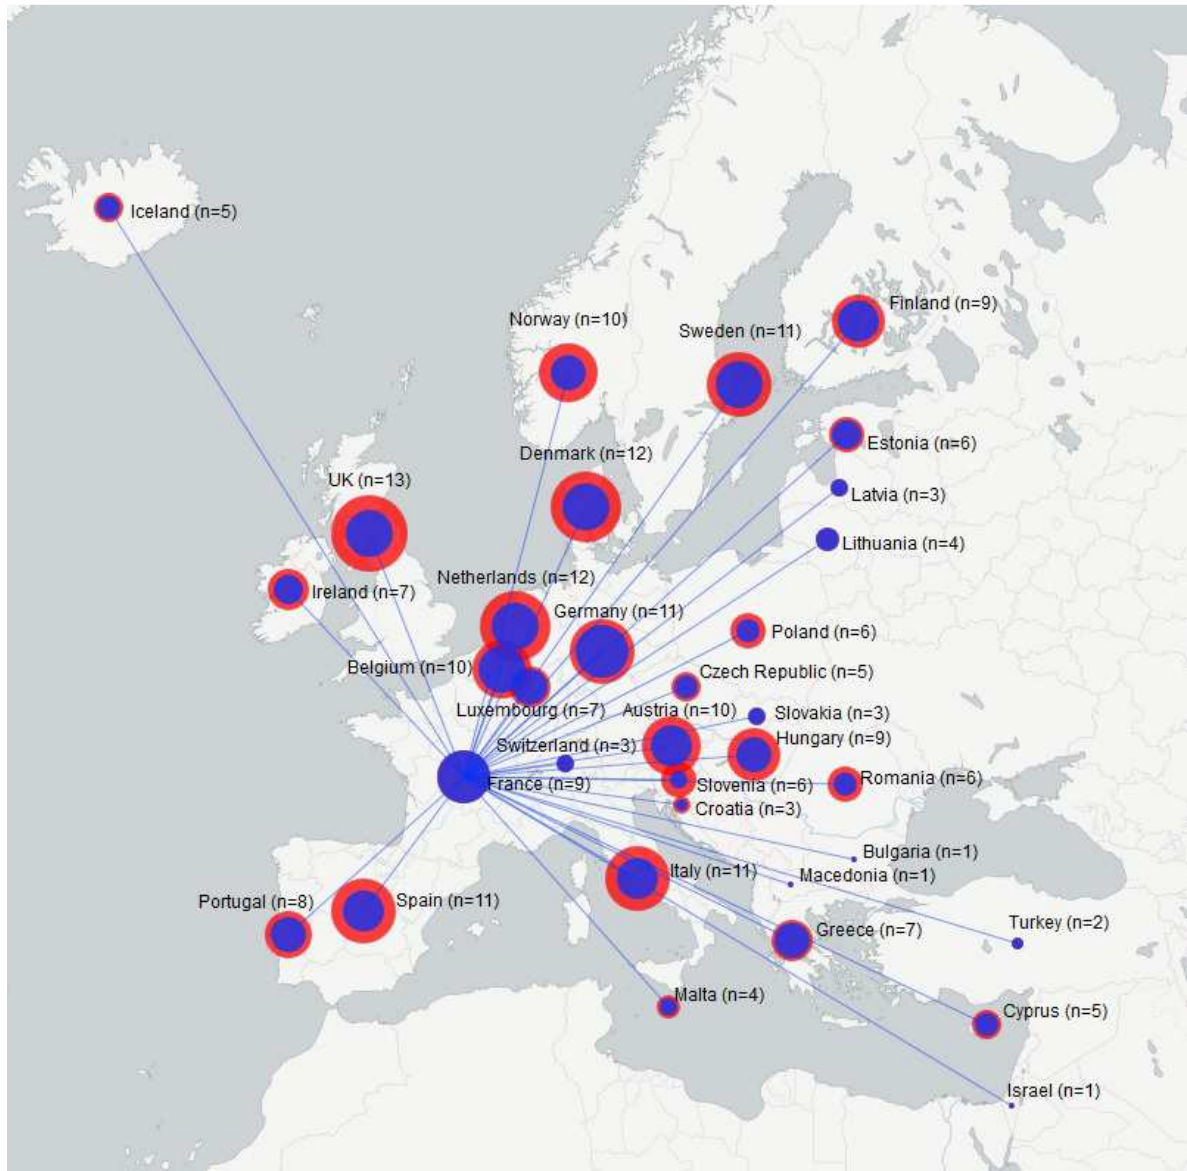 Iceland (n=5)
Finland (n=9)
Norway (n=10)
Sweden (n=11)
Estonia (n=6)
Denmark (n=12)
UK (n=13)
Latvia (n=3)
Lithuania (n=4)
Netherlands (n=12)
Ireland (n=7)
Germany (n=11)
Poland (n=6)
Belgium (n=10)
Czech Republic (n=5)
Luxembourg (n=7)
Austria (n=10)
Slovakia (n=3)
Switzerland (n=3)
Hungary (n=9)
France (n=9)
Slovenia (n=6)
Romania (n=6)
Croatia (n=3)
Bulgaria (n=1)
Italy (n=11)
Macedonia (n=1)
Portugal (n=8)
Spain (n=11)
Greece (n=7)
Turkey (n=2)
Malta (n=4)
Cyprus (n=5)
Israel (n=1)